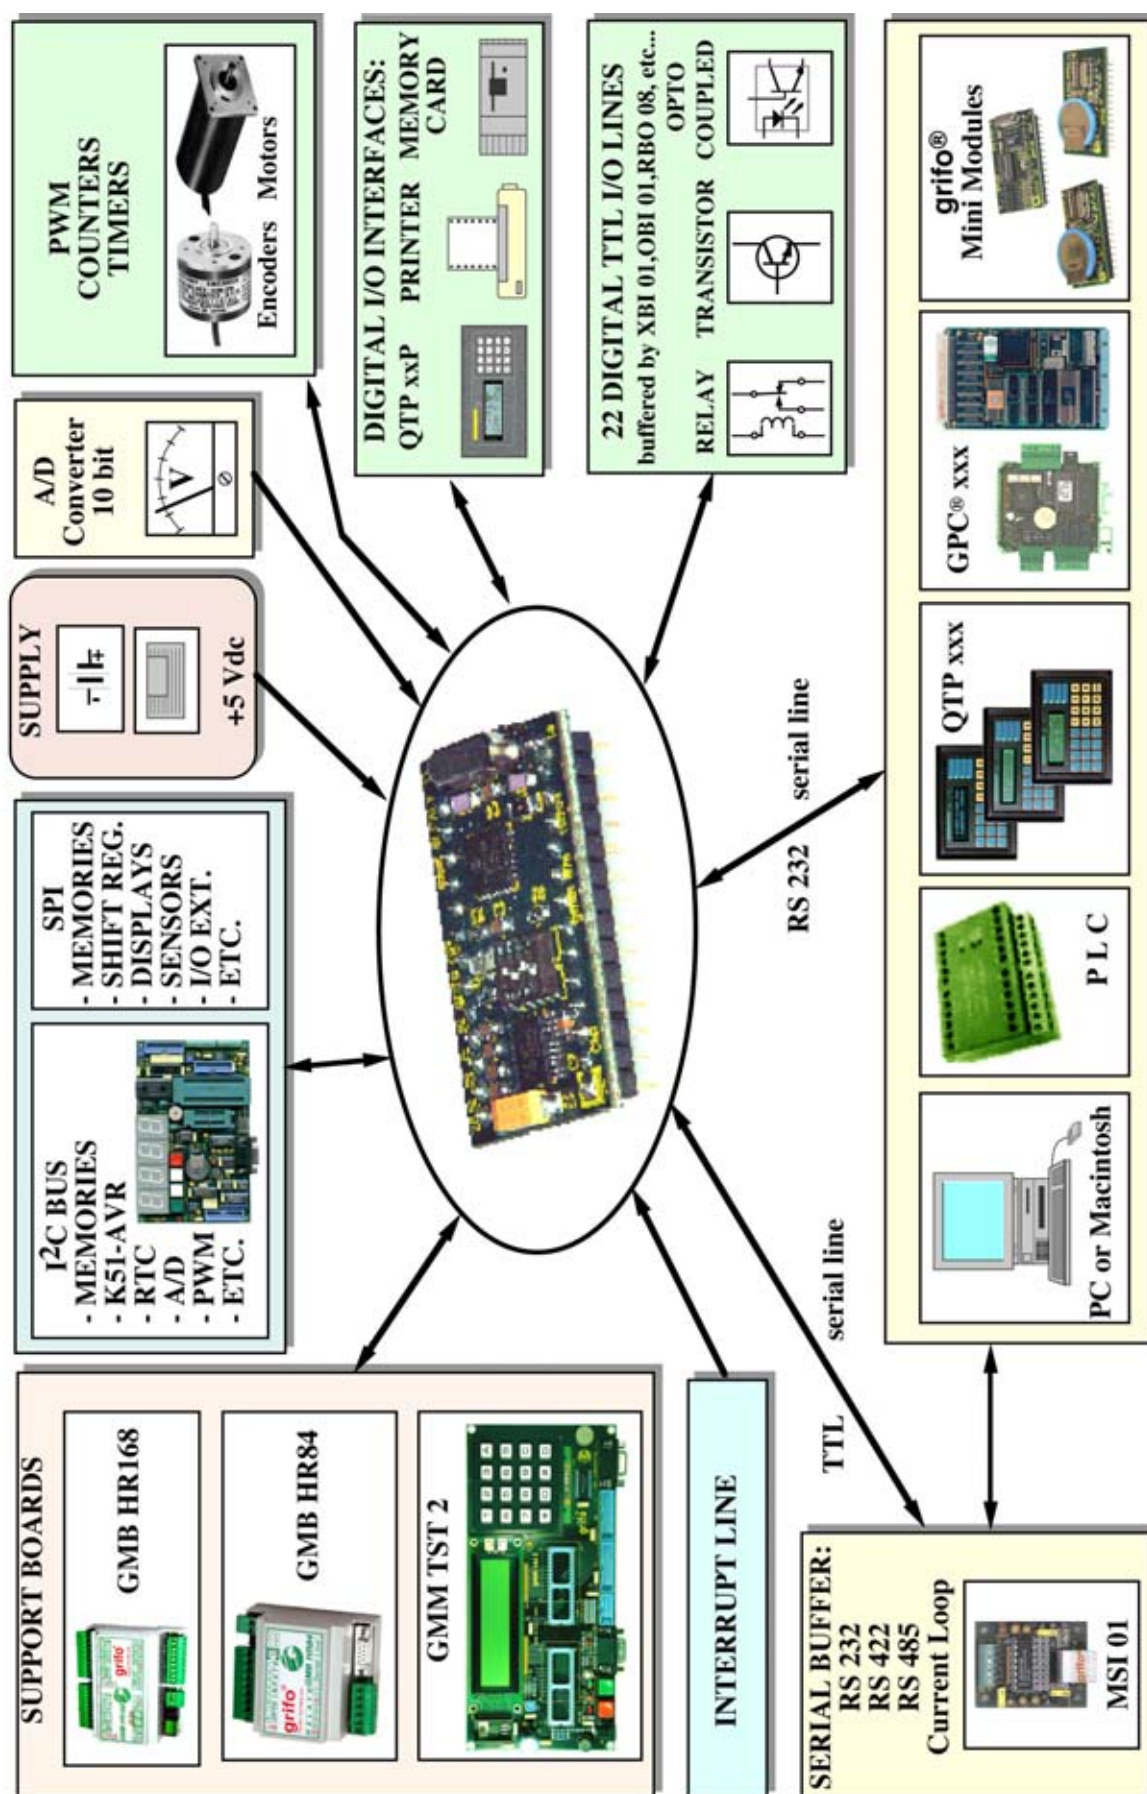 SUPPORT BOARDS
GMB HR168
GMB HR84
GMM TST 2
I²C BUS
- MEMORIES
- K51-AVR
- RTC
- A/D
- PWM
- ETC.
SPI
- MEMORIES
- SHIFT REG.
- DISPLAYS
- SENSORS
- I/O EXT.
- ETC.
SUPPLY
+5 Vdc
A/D
Converter
10 bit
V
PWM
COUNTERS
TIMERS
Encoders Motors
DIGITAL I/O INTERFACES:
QTP xxP PRINTER MEMORY
CARD
22 DIGITAL TTL I/O LINES
buffered by XBI 01,OBI 01,RBO 08, etc...
OPTO
RELAY TRANSISTOR COUPLED
INTERRUPT LINE
TTL serial line
RS 232 serial line
SERIAL BUFFER:
RS 232
RS 422
RS 485
Current Loop
MSI 01
PC or Macintosh
P L C
QTP xxx
GPC® xxx
grifo®
Mini Modules
grifo®
grifo®